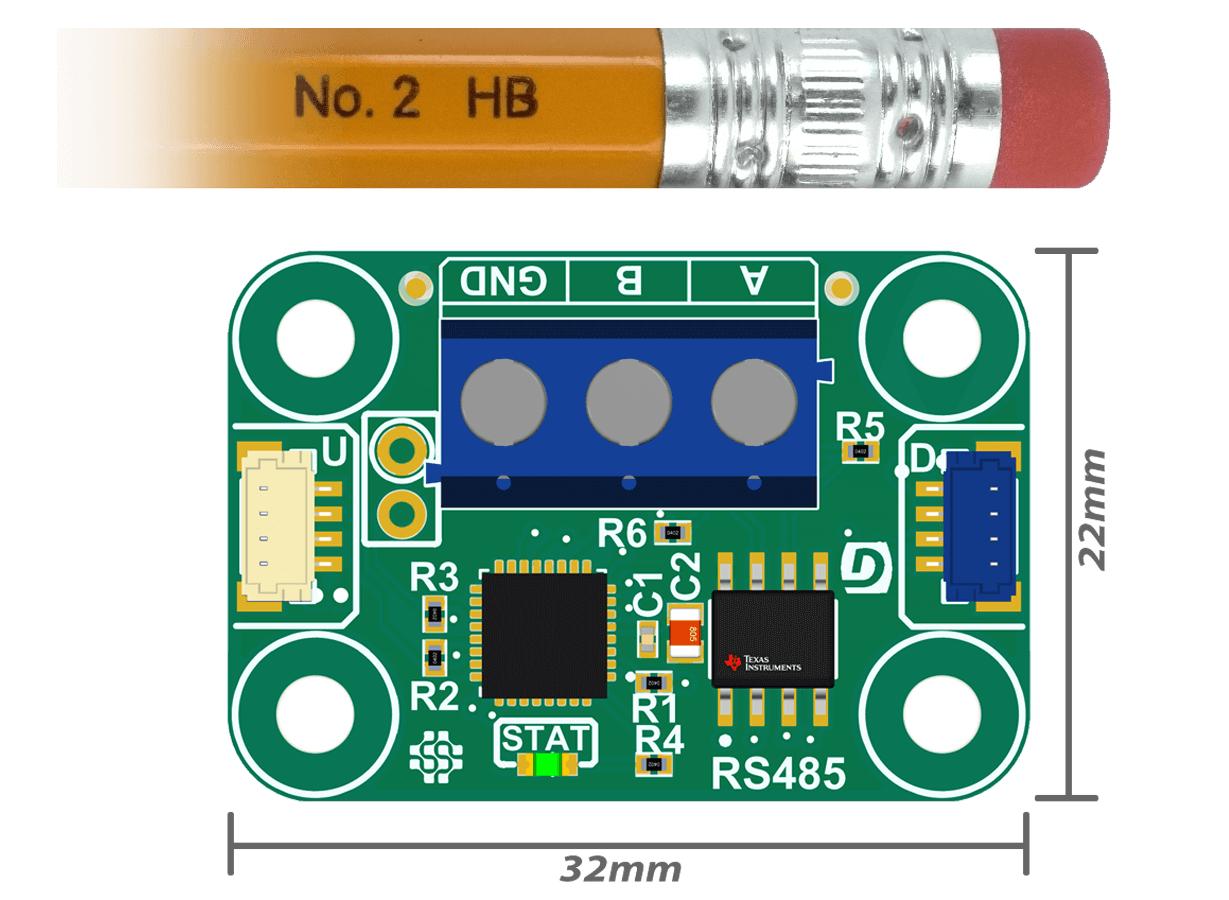 No. 2 HB
GND B A
U
R5
D
R6
R3
C1
C2
22mm
TEXAS
INSTRUMENTS
R2
R1
STAT
R4
RS485
32mm